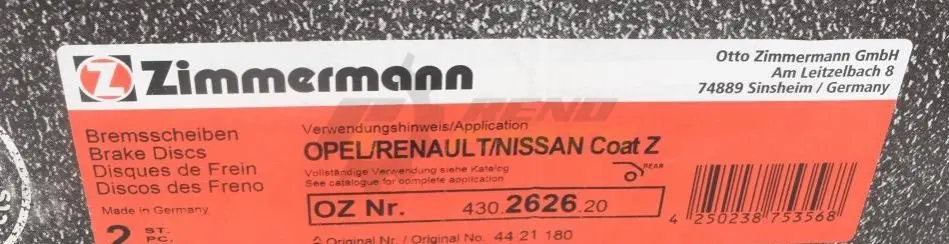 Z Zimmermann
Otto Zimmermann GmbH
Am Leitzelbach 8
74889 Sinsheim / Germany
Bremsscheiben
Brake Discs
Disques de Frein
Discos des Freno
Made in Germany
2 ST.
PC.
Verwendungshinweis/Application
OPEL/RENAULT/NISSAN Coat Z
Vollständige Verwendung siehe Katalog
See catalogue for complete application
REAR
OZ Nr. 430.2626.20
Original Nr. / Original No. 44 21 180
4 250238 753568
RENO